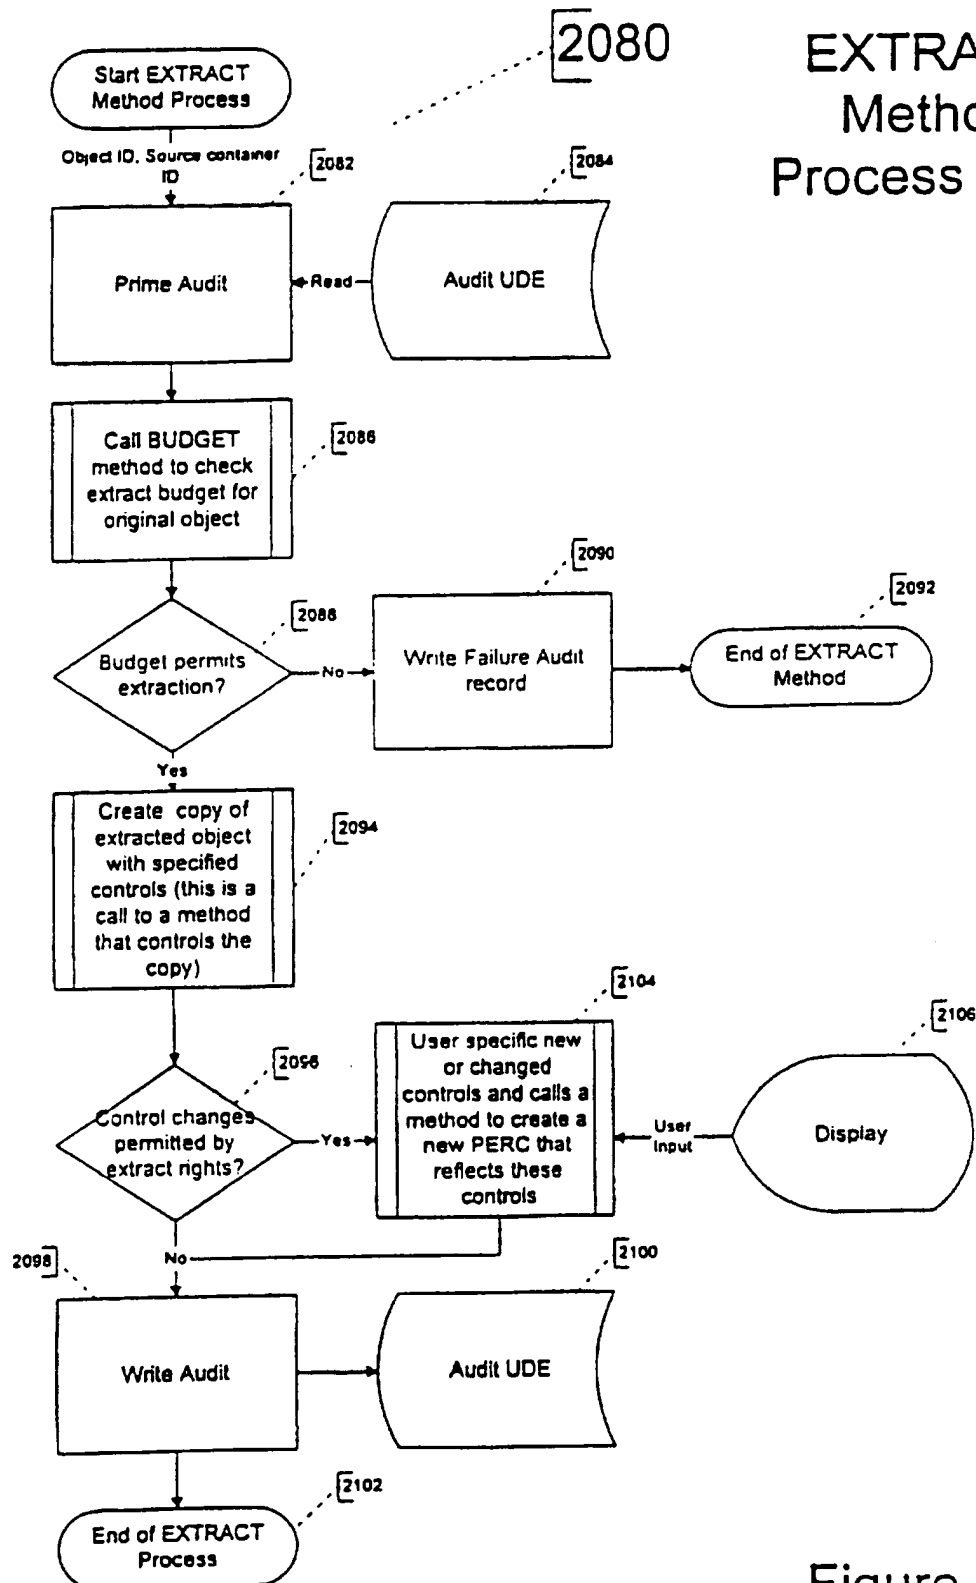 2080
EXTRA
Metho
Process
Start EXTRACT
Method Process
Object ID, Source container
ID
2082
2084
Prime Audit
Read
Audit UDE
Call BUDGET
method to check
extract budget for
original object
2086
2088
2090
2092
Budget permits
extraction?
No
Write Failure Audit
record
End of EXTRACT
Method
Yes
Create copy of
extracted object
with specified
controls (this is a
call to a method
that controls the
copy)
2094
2096
2104
2106
Control changes
permitted by
extract rights?
Yes
User specific new
or changed
controls and calls a
method to create a
new PERC that
reflects these
controls
User
Input
Display
No
2098
2100
Write Audit
Audit UDE
2102
End of EXTRACT
Process
Figure